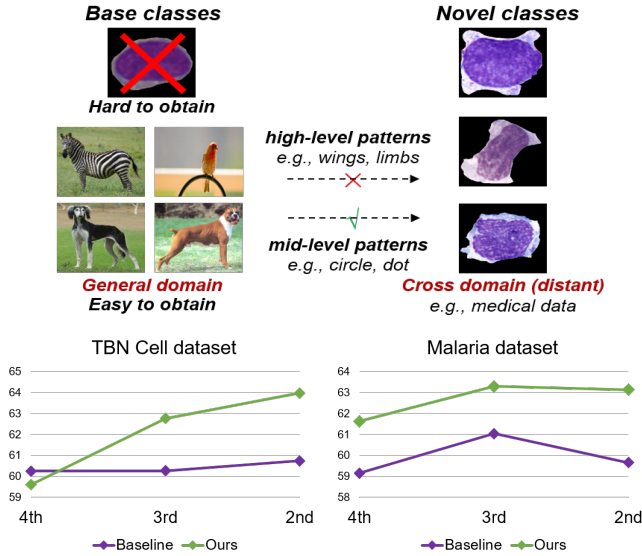 Base classes
Novel classes
Hard to obtain
high-level patterns
e.g., wings, limbs
mid-level patterns
e.g., circle, dot
General domain
Easy to obtain
Cross domain (distant)
e.g., medical data
TBN Cell dataset
65
64
63
62
61
60
59
4th
3rd
2nd
Baseline
Ours
Malaria dataset
64
63
62
61
60
59
58
4th
3rd
2nd
Baseline
Ours